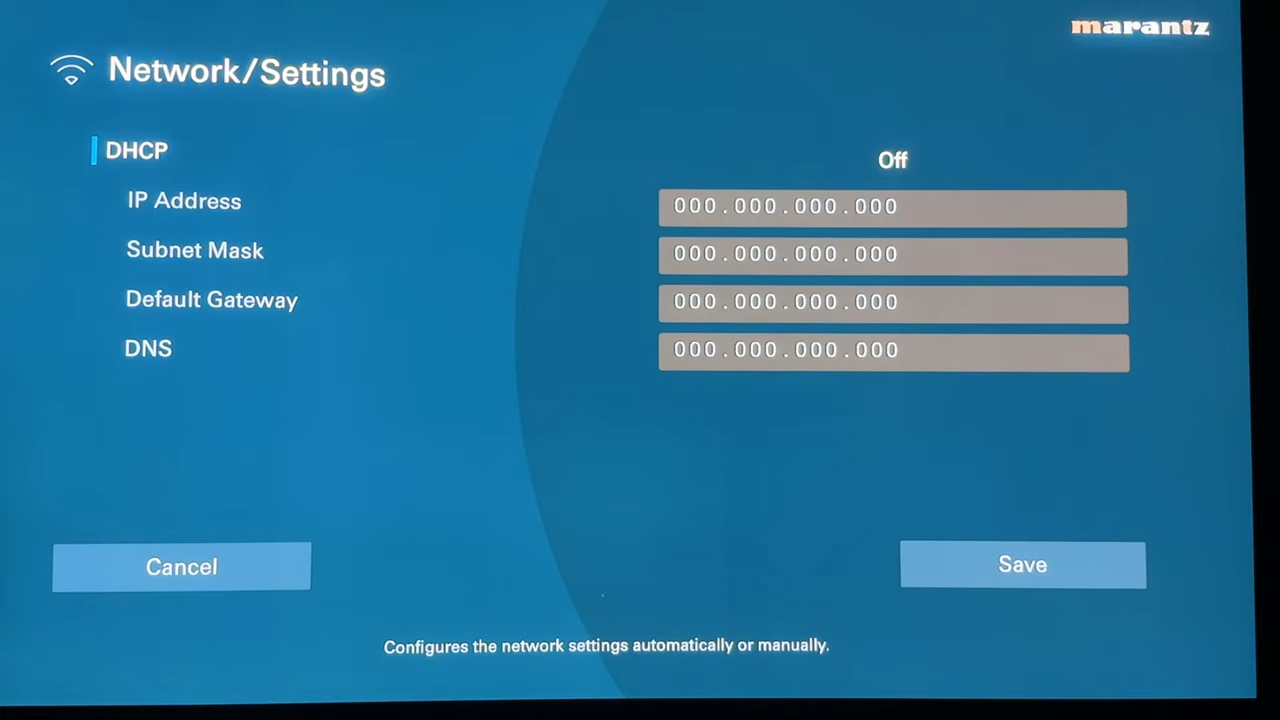 marantz
Network/Settings
DHCP Off
IP Address 000.000.000.000
Subnet Mask 000.000.000.000
Default Gateway 000.000.000.000
DNS 000.000.000.000
Cancel Save
Configures the network settings automatically or manually.